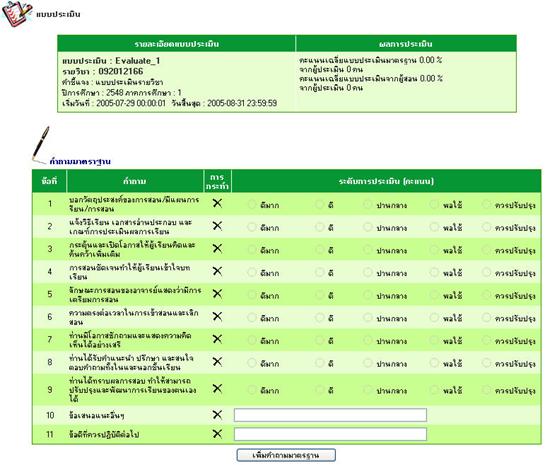 แบบประเมิน
รายละเอียดแบบประเมิน ผลการประเมิน
แบบประเมิน : Evaluate_1
รายวิชา : 092012166
คำชี้แจง : แบบประเมินรายวิชา
ปีการศึกษา : 2548 ภาคการศึกษา : 1
เริ่มวันที่ : 2005-07-29 00:00:01 วันสิ้นสุด : 2005-08-31 23:59:59
คะแนนเฉลี่ยแบบประเมินมาตรฐาน 0.00 %
จากผู้ประเมิน 0 คน
คะแนนเฉลี่ยแบบประเมินจากผู้สอน 0.00 %
จากผู้ประเมิน 0 คน
คำถามมาตราฐาน
ข้อที่ คำถาม การกระทำ ระดับการประเมิน (คะแนน)
1 บอกวัตถุประสงค์ของการสอน/มีแผนการ
เรียน/การสอน
ดีมาก ดี ปานกลาง พอใช้ ควรปรับปรุง
2 แจ้งวิธีเรียน เอกสารอ่านประกอบ และ
เกณฑ์การประเมินผลการเรียน
ดีมาก ดี ปานกลาง พอใช้ ควรปรับปรุง
3 กระตุ้นและเปิดโอกาสให้ผู้เรียนคิดและ
ค้นคว้าเพิ่มเติม
ดีมาก ดี ปานกลาง พอใช้ ควรปรับปรุง
4 การสอนชัดเจนทำให้ผู้เรียนเข้าใจบท
เรียน
ดีมาก ดี ปานกลาง พอใช้ ควรปรับปรุง
5 ลักษณะการสอนของอาจารย์แสดงว่ามีการ
เตรียมการสอน
ดีมาก ดี ปานกลาง พอใช้ ควรปรับปรุง
6 ความตรงต่อเวลาในการเข้าสอนและเลิก
สอน
ดีมาก ดี ปานกลาง พอใช้ ควรปรับปรุง
7 ท่านมีโอกาสซักถามและแสดงความคิด
เห็นได้อย่างเสรี
ดีมาก ดี ปานกลาง พอใช้ ควรปรับปรุง
8 ท่านได้รับคำแนะนำ ปรึกษา และสนใจ
ตอบคำถามทั้งในและนอกชั้นเรียน
ดีมาก ดี ปานกลาง พอใช้ ควรปรับปรุง
9 ท่านได้ทราบผลการสอบ ทำให้สามารถ
ปรับปรุงและพัฒนาการเรียนของตนเอง
ได้
ดีมาก ดี ปานกลาง พอใช้ ควรปรับปรุง
10 ข้อเสนอแนะอื่นๆ
11 ข้อดีที่ควรปฏิบัติต่อไป
เพิ่มคำถามมาตรฐาน